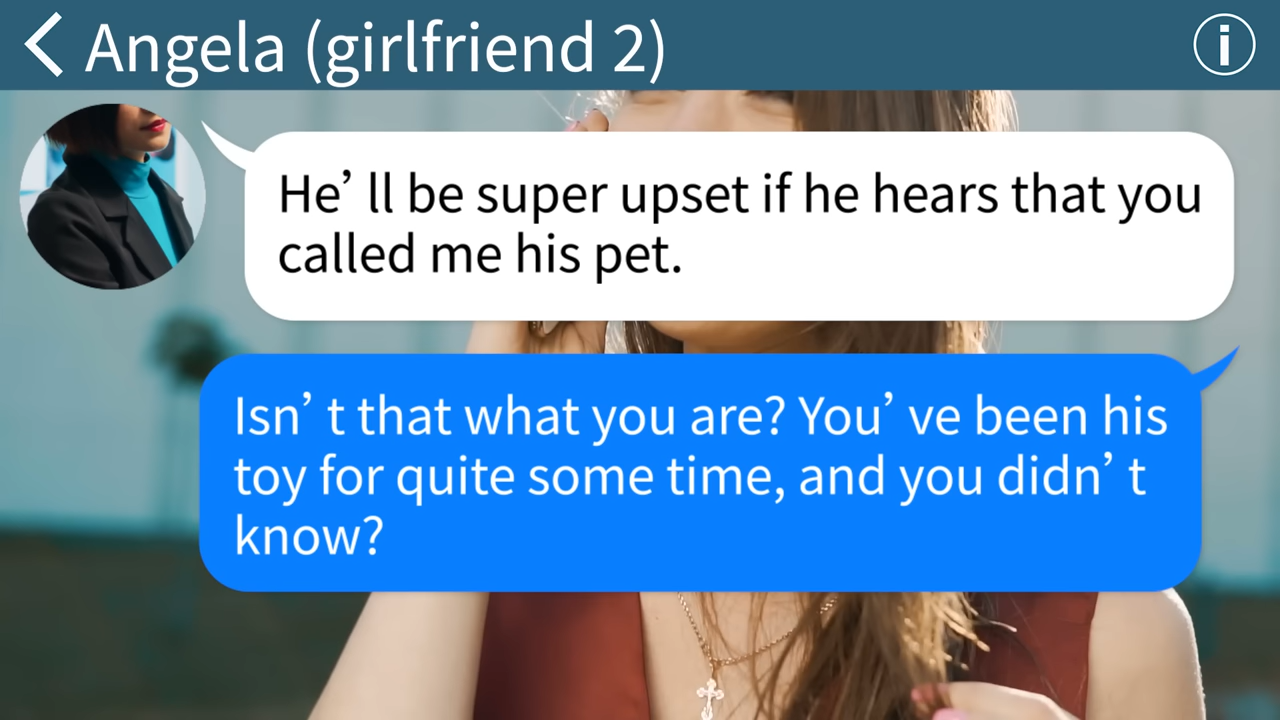 Angela (girlfriend 2)
He’ ll be super upset if he hears that you
called me his pet.
Isn’ t that what you are? You’ ve been his
toy for quite some time, and you didn’ t
know?